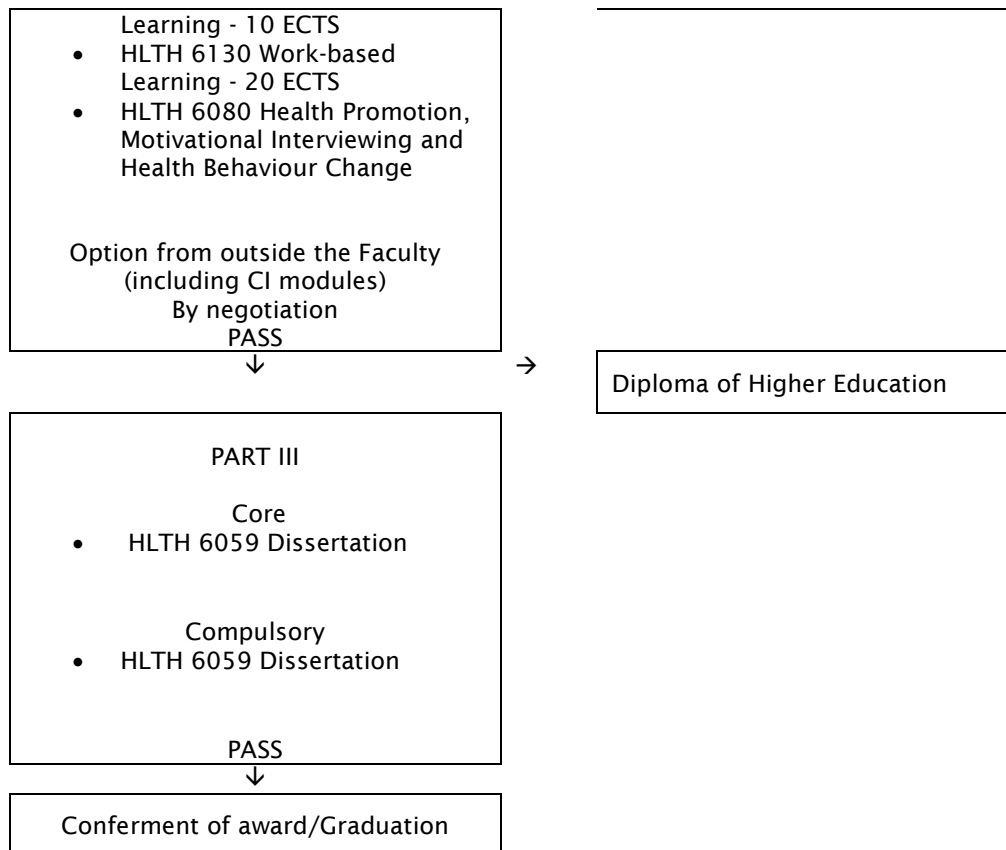 Learning - 10 ECTS
• HLTH 6130 Work-based
Learning - 20 ECTS
• HLTH 6080 Health Promotion,
Motivational Interviewing and
Health Behaviour Change
Option from outside the Faculty
(including CI modules)
By negotiation
PASS
↓ →
Diploma of Higher Education
PART III
Core
• HLTH 6059 Dissertation
Compulsory
• HLTH 6059 Dissertation
PASS
↓
Conferment of award/Graduation